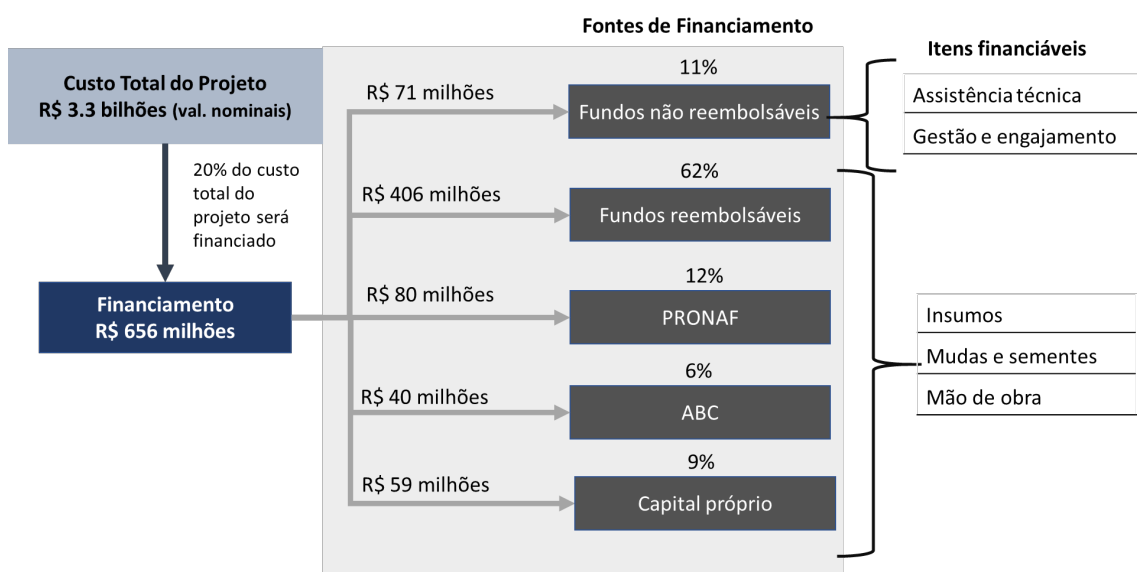 Fontes de Financiamento
Itens financiáveis
Custo Total do Projeto
R$ 3.3 bilhões (val. nominais)
20% do custo
total do
projeto será
financiado
Financiamento
R$ 656 milhões
R$ 71 milhões
11%
Fundos não reembolsáveis
R$ 406 milhões
62%
Fundos reembolsáveis
R$ 80 milhões
12%
PRONAF
R$ 40 milhões
6%
ABC
R$ 59 milhões
9%
Capital próprio
Assistência técnica
Gestão e engajamento
Insumos
Mudas e sementes
Mão de obra